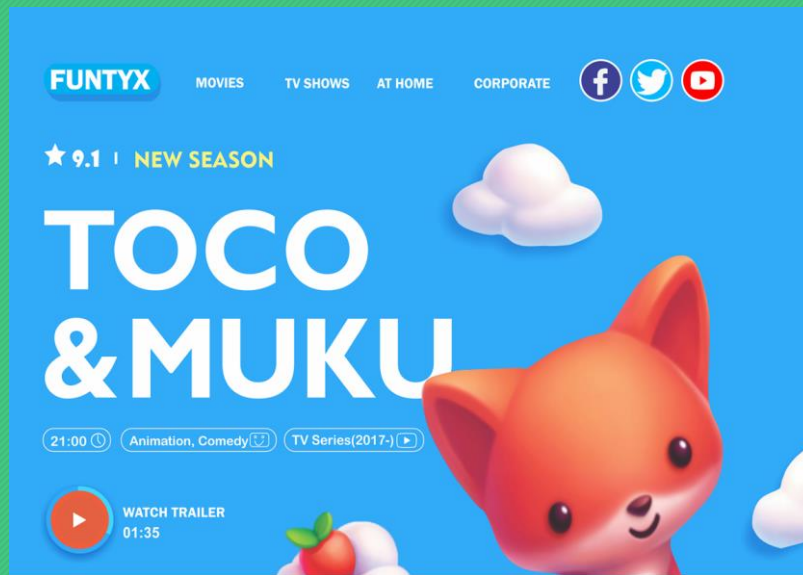 FUNTYX MOVIES TV SHOWS AT HOME CORPORATE
9.1 | NEW SEASON
TOCO
&MUKU
21:00 Animation, Comedy TV Series(2017-)
WATCH TRAILER
01:35